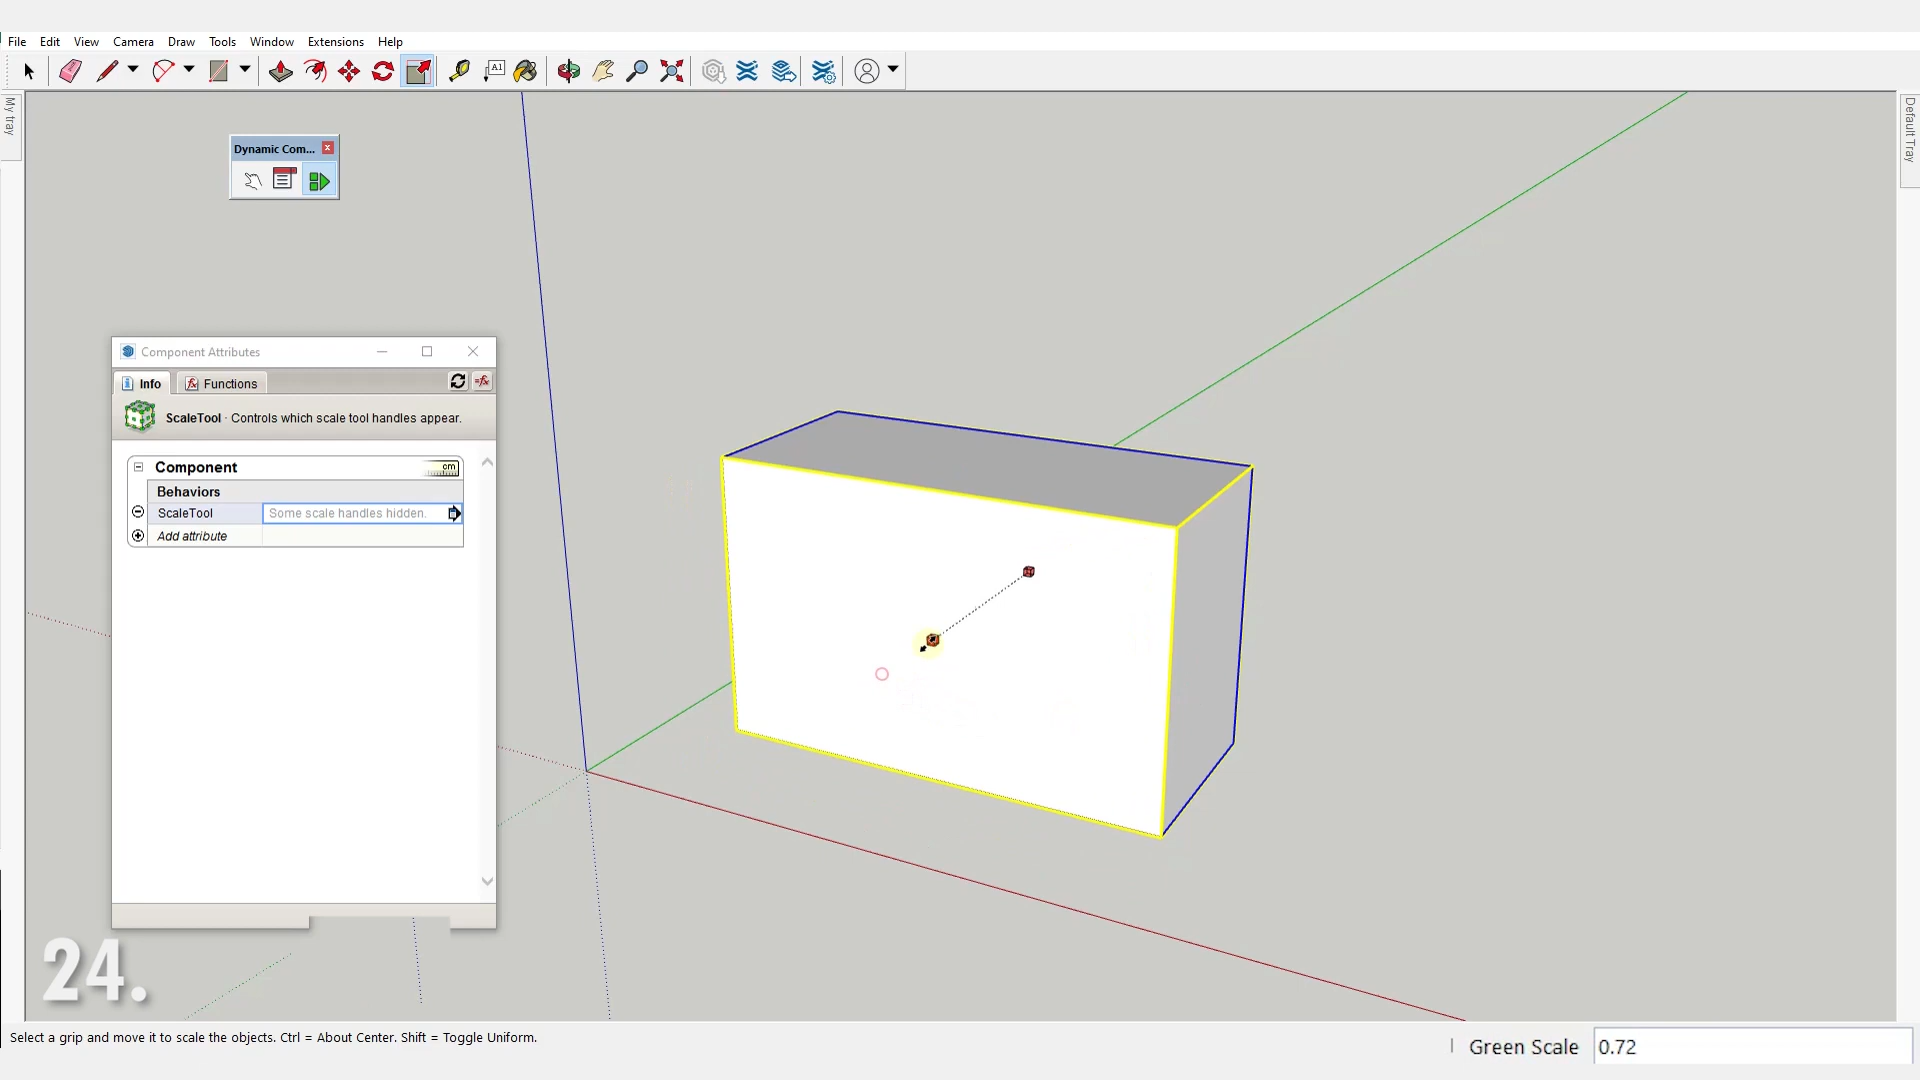 File Edit View Camera Draw Tools Window Extensions Help
A1
My tray
Default Tray
Dynamic Com...
Component Attributes
Info Functions
ScaleTool · Controls which scale tool handles appear.
Component cm
Behaviors
ScaleTool Some scale handles hidden.
Add attribute
24.
Select a grip and move it to scale the objects. Ctrl = About Center. Shift = Toggle Uniform.
Green Scale 0.72